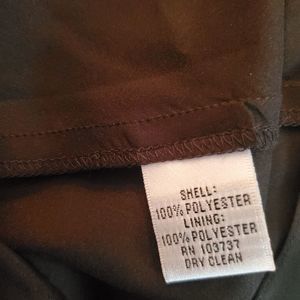 SHELL:
100% POLYESTER
LINING:
100% POLYESTER
RN 103737
DRY CLEAN